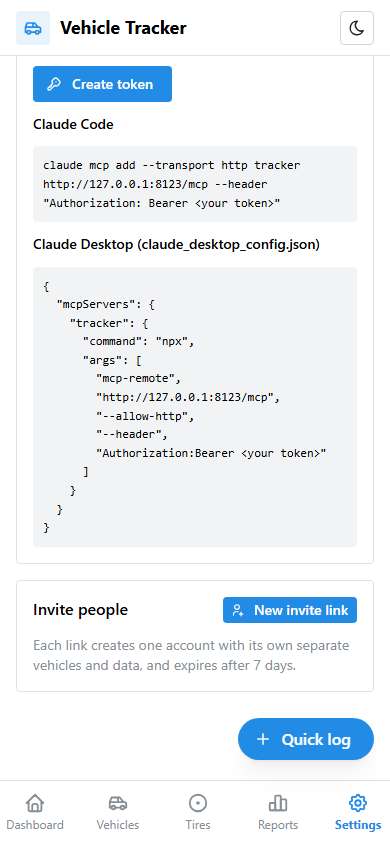 Vehicle Tracker
Create token
Claude Code
claude mcp add --transport http tracker
http://127.0.0.1:8123/mcp --header
"Authorization: Bearer <your token>"
Claude Desktop (claude_desktop_config.json)
{
  "mcpServers": {
    "tracker": {
      "command": "npx",
      "args": [
        "mcp-remote",
        "http://127.0.0.1:8123/mcp",
        "--allow-http",
        "--header",
        "Authorization:Bearer <your token>"
      ]
    }
  }
}
Invite people
New invite link
Each link creates one account with its own separate
vehicles and data, and expires after 7 days.
Quick log
Dashboard
Vehicles
Tires
Reports
Settings